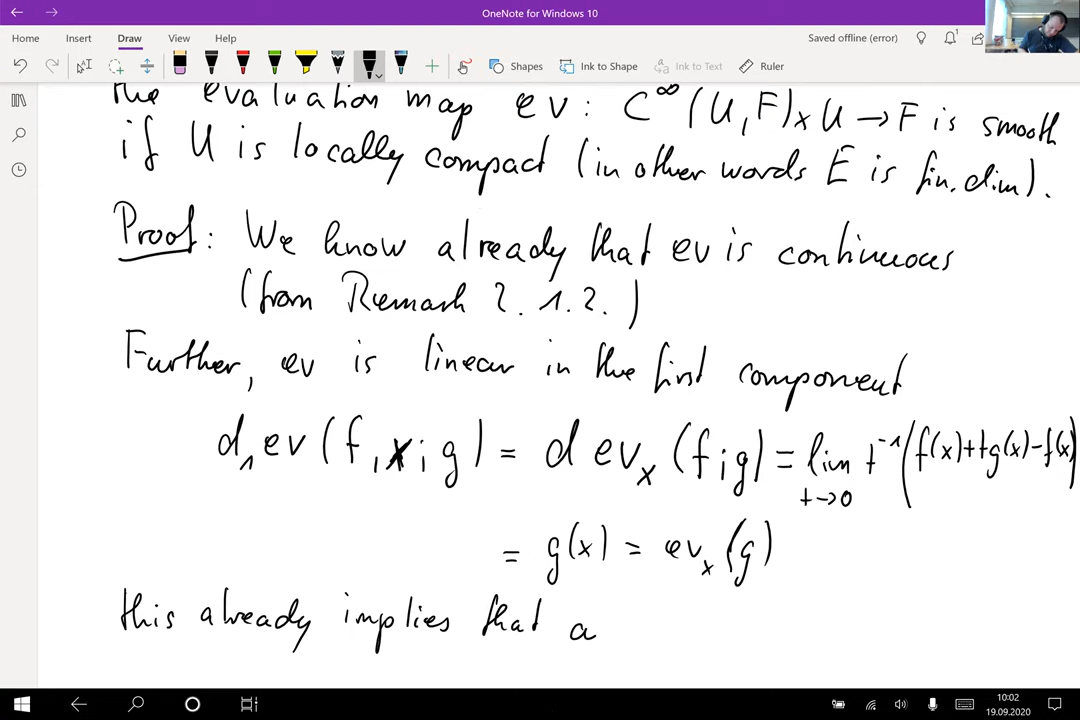 OneNote for Windows 10
Home Insert Draw View Help Saved offline (error)
Shapes Ink to Shape Ink to Text Ruler
the evaluation map ev: C^∞(U,F)×U→F is smooth
if U is locally compact (in other words E is fin. dim).
Proof: We know already that ev is continuous
(from Remark 2.1.2.)
Further, ev is linear in the first component
d₁ev(f,x;g) = d ev_x(f;g) = lim_{t→0} t^{-1}(f(x)+tg(x)-f(x))
= g(x) = ev_x(g)
this already implies that a
10:02
19.09.2020